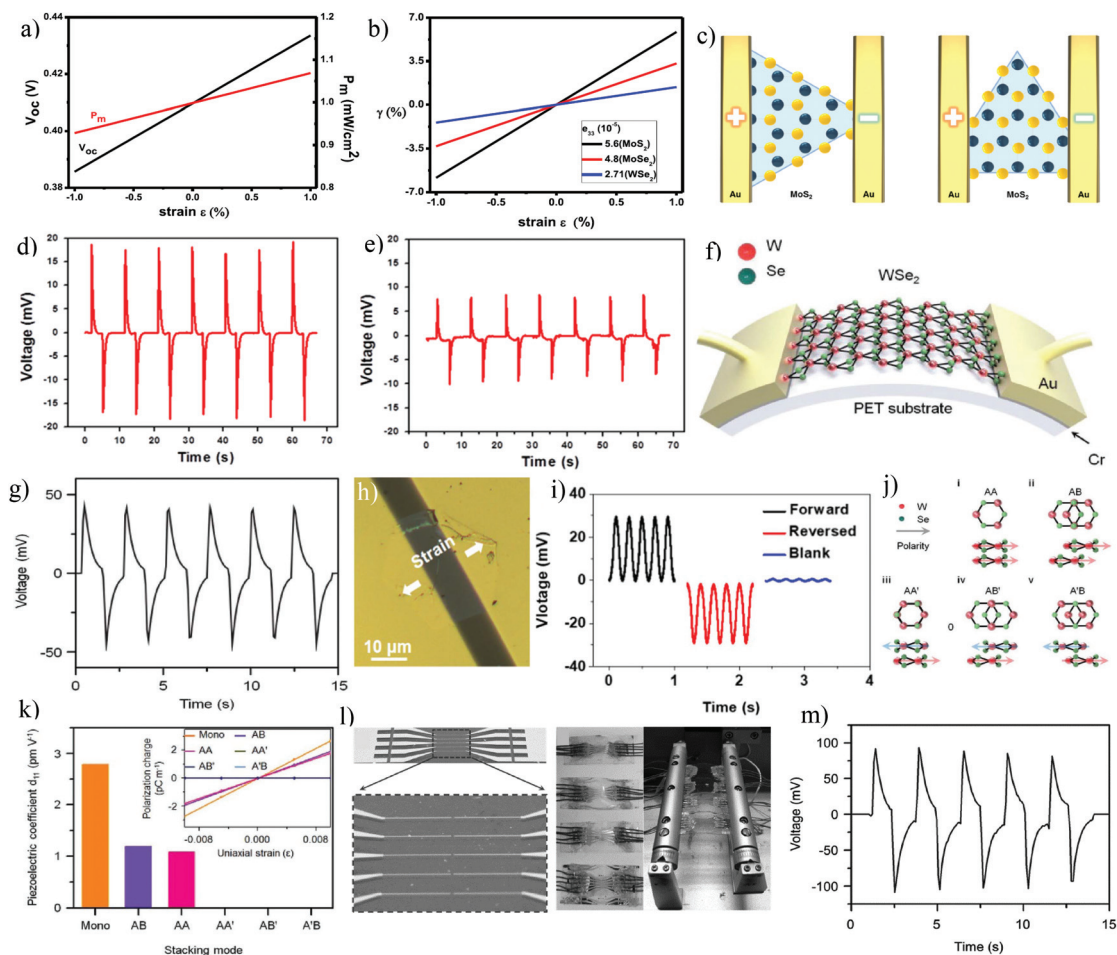 a)
0.44
0.42
0.40
0.38
V_OC (V)
P_m
V_OC
1.2
1.1
1.0
0.9
0.8
P_m (mW/cm²)
-1.0 -0.5 0.0 0.5 1.0
strain ε (%)
b)
7.0
3.5
0.0
-3.5
-7.0
γ (%)
e₃₃ (10⁻⁵)
5.6(MoS₂)
4.8(MoSe₂)
2.71(WSe₂)
-1.0 -0.5 0.0 0.5 1.0
strain ε (%)
c)
Au MoS₂ Au
Au MoS₂ Au
d)
20
15
10
5
0
-5
-10
-15
-20
Voltage (mV)
0 10 20 30 40 50 60 70
Time (s)
e)
20
15
10
5
0
-5
-10
-15
-20
Voltage (mV)
0 10 20 30 40 50 60 70
Time (s)
f)
W
Se
WSe₂
Au
PET substrate
Cr
g)
50
0
-50
Voltage (mV)
0 5 10 15
Time (s)
h)
Strain
10 µm
i)
40
20
0
-20
-40
Vlotage (mV)
Forward
Reversed
Blank
0 1 2 3 4
Time (s)
j)
W
Se
Polarity
i
AA
ii
AB
iii
AA'
0
iv
AB'
v
A'B
k)
3
2
1
0
Piezoelectric coefficient d₁₁ (pm V⁻¹)
Mono AB
AA AA'
AB' A'B
2
0
-2
Polarization charge
(pC m⁻¹)
-0.008 0.000 0.008
Uniaxial strain (ε)
Mono AB AA AA' AB' A'B
Stacking mode
l)
m)
100
50
0
-50
-100
Voltage (mV)
0 5 10 15
Time (s)